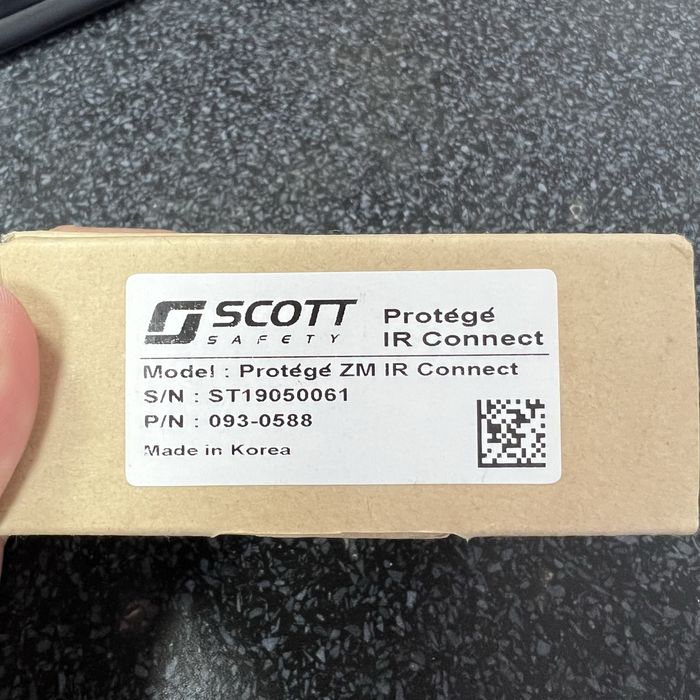 SCOTT
SAFETY
Protégé
IR Connect
Model : Protégé ZM IR Connect
S/N : ST19050061
P/N : 093-0588
Made in Korea